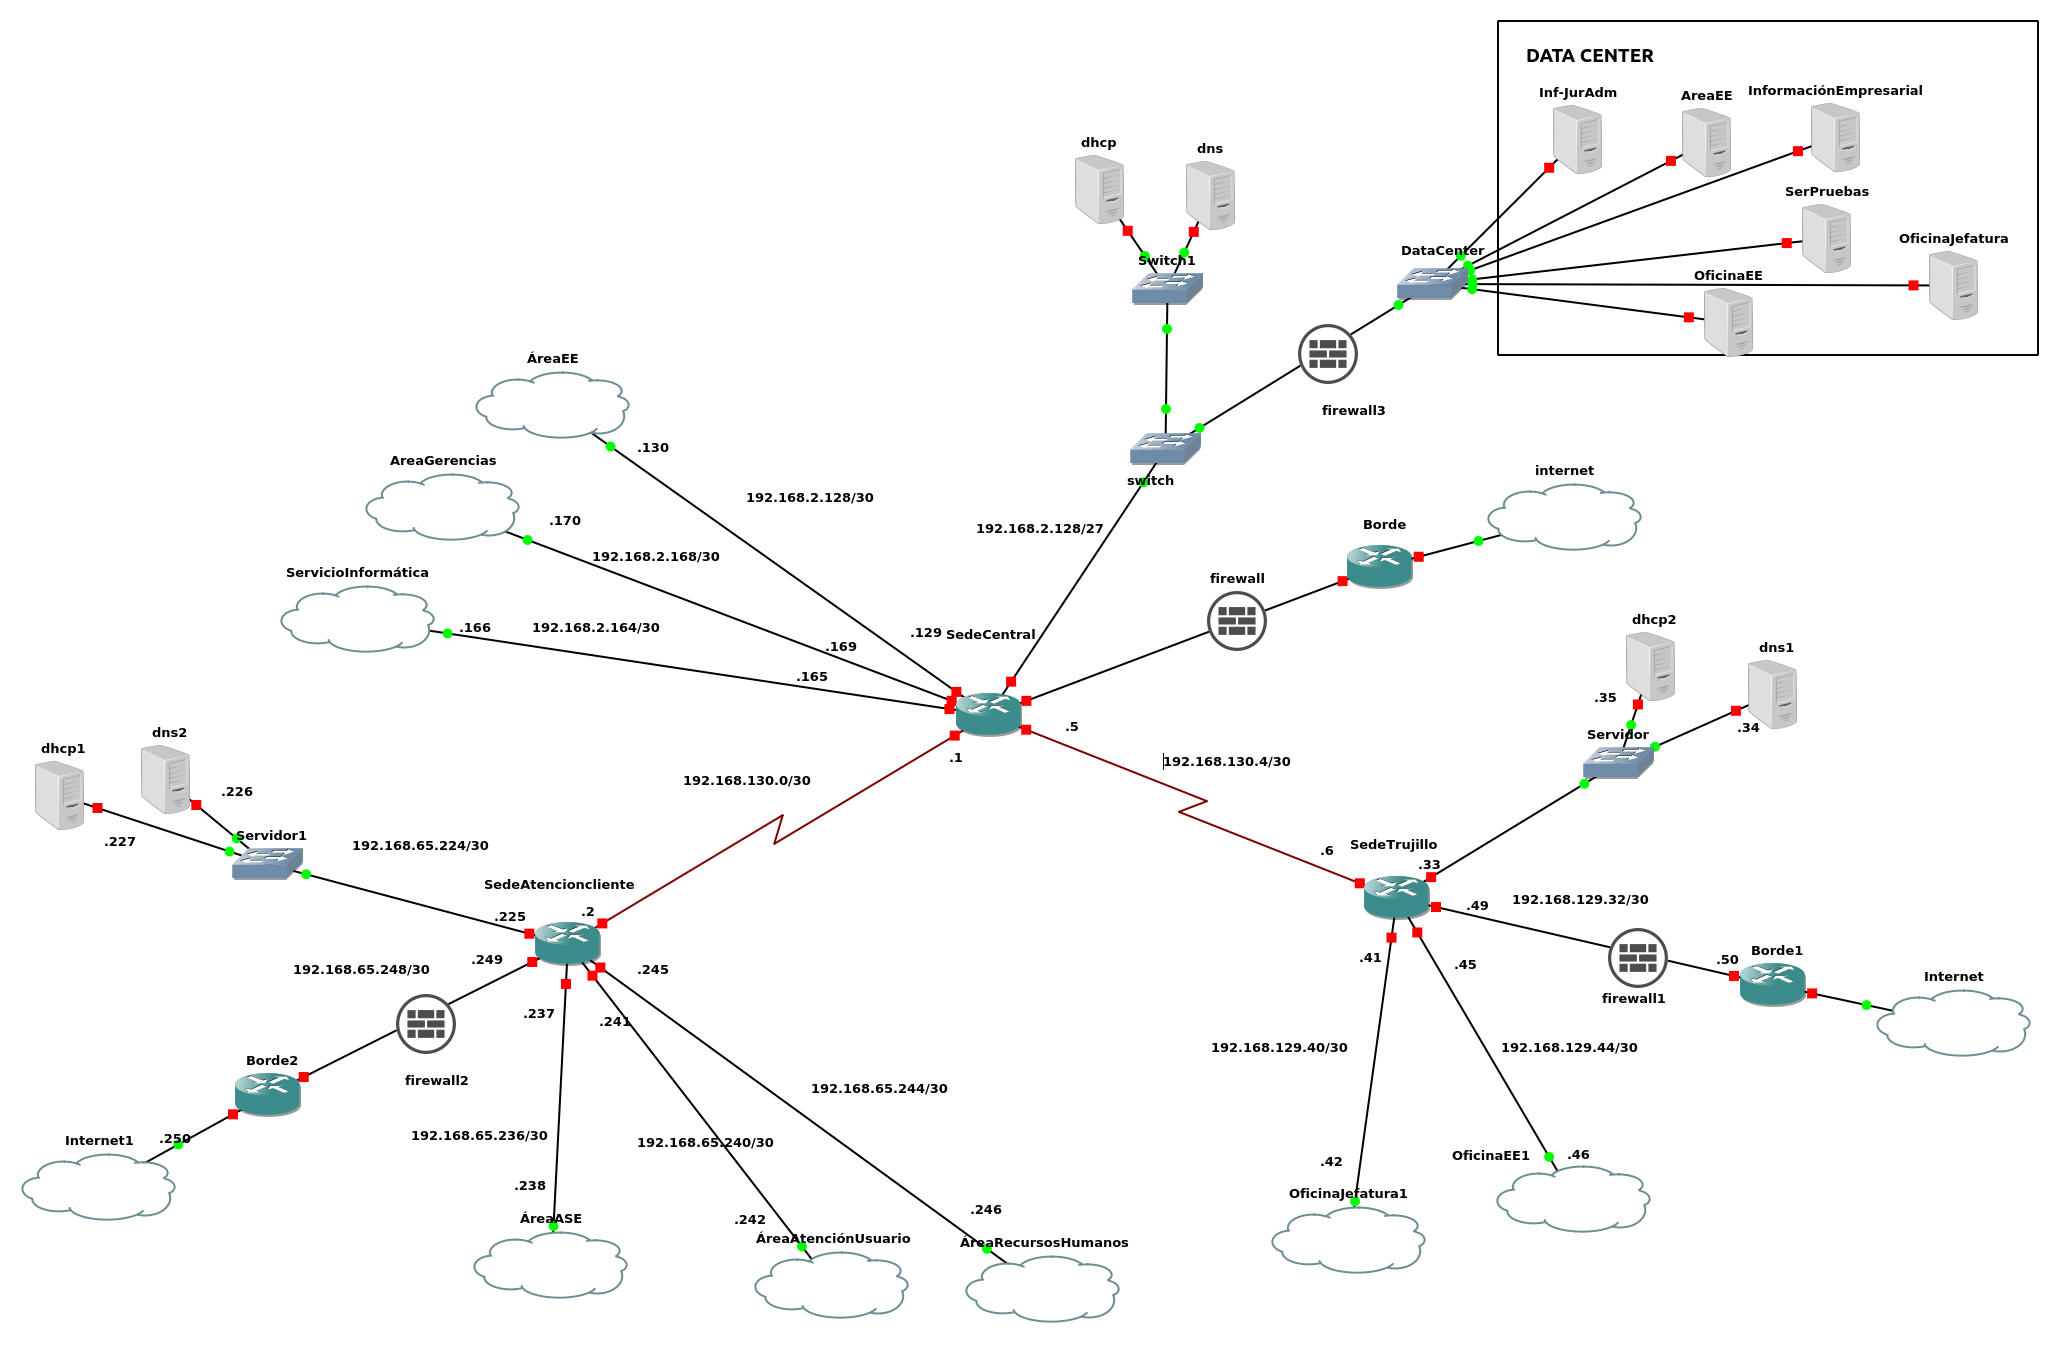 DATA CENTER
Inf-JurAdm
AreaEE
InformaciónEmpresarial
SerPruebas
OficinaJefatura
OficinaEE
DataCenter
dhcp
dns
Switch1
firewall3
switch
192.168.2.128/27
ÁreaEE
.130
192.168.2.128/30
AreaGerencias
.170
192.168.2.168/30
ServicioInformática
.166
192.168.2.164/30
.129
SedeCentral
.169
.165
internet
Borde
firewall
.5
.1
192.168.130.0/30
192.168.130.4/30
dhcp2
dns1
.35
.34
Servidor
dns2
dhcp1
.226
.227
Servidor1
192.168.65.224/30
SedeAtencioncliente
.225
.2
.249
.245
192.168.65.248/30
.237
.241
Borde2
firewall2
Internet1
.250
192.168.65.236/30
192.168.65.240/30
192.168.65.244/30
.238
ÁreaASE
.242
ÁreaAtenciónUsuario
.246
ÁreaRecursosHumanos
.6
SedeTrujillo
.33
.49
192.168.129.32/30
.41
.45
.50
Borde1
firewall1
Internet
192.168.129.40/30
192.168.129.44/30
.42
OficinaJefatura1
OficinaEE1
.46